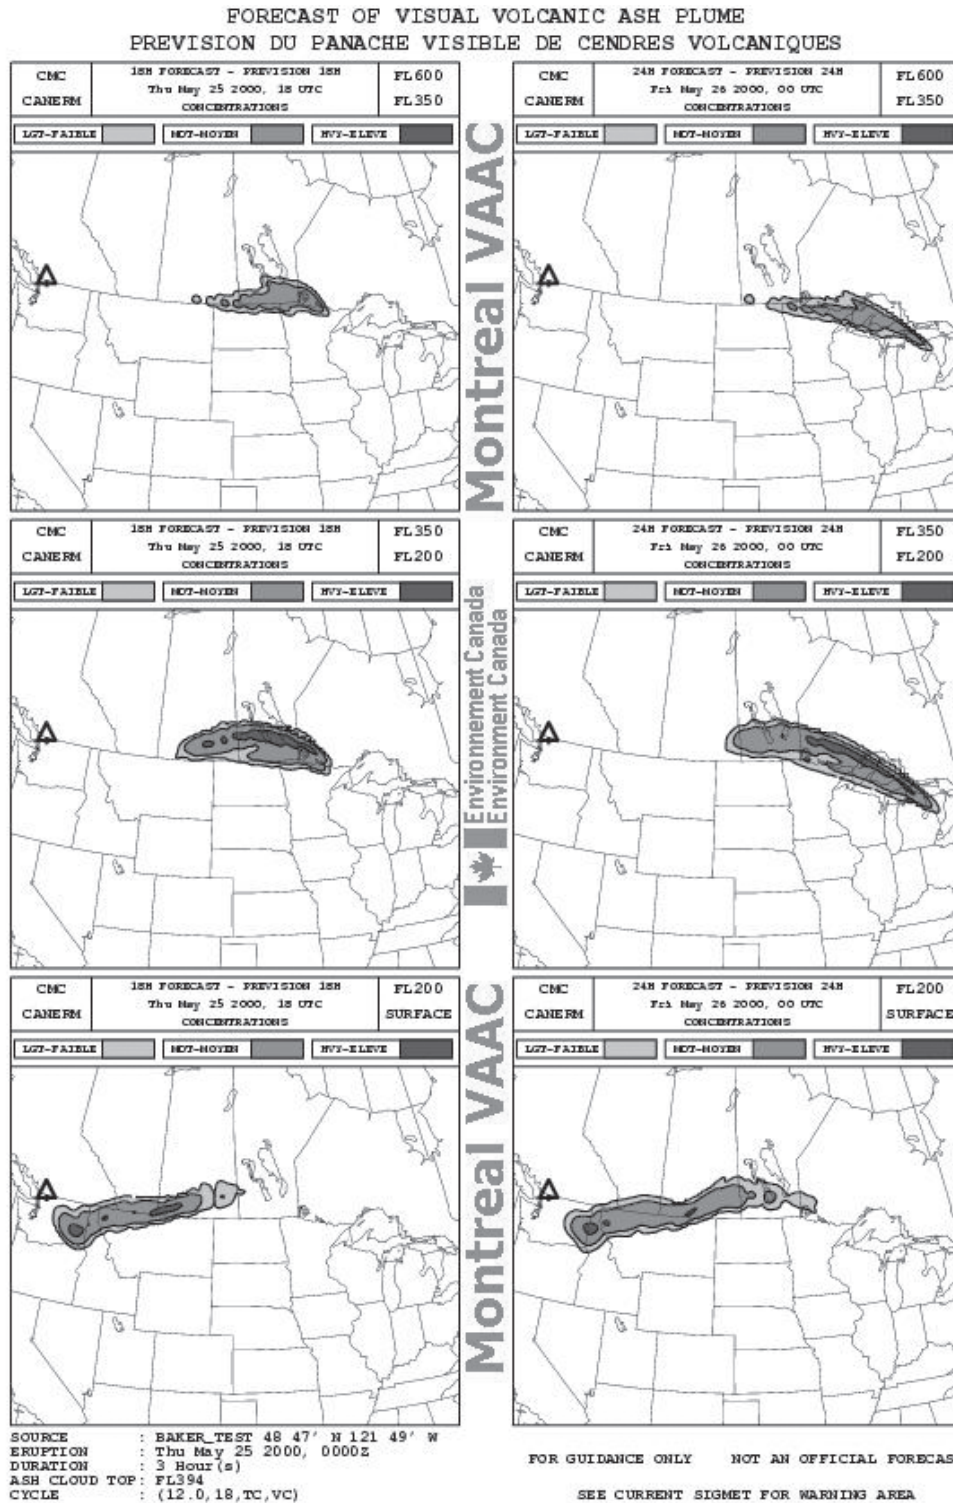 FORECAST OF VISUAL VOLCANIC ASH PLUME
PREVISION DU PANACHE VISIBLE DE CENDRES VOLCANIQUES
CMC
CANERM
18H FORECAST - PREVISION 18H
Thu May 25 2000, 18 UTC
CONCENTRATIONS
FL600
FL350
LGT-FAIBLE
MOT-MOYEN
HVY-ELEVE
CMC
CANERM
24H FORECAST - PREVISION 24H
Fri May 26 2000, 00 UTC
CONCENTRATIONS
FL600
FL350
LGT-FAIBLE
MOT-MOYEN
HVY-ELEVE
Montreal VAAC
CMC
CANERM
18H FORECAST - PREVISION 18H
Thu May 25 2000, 18 UTC
CONCENTRATIONS
FL350
FL200
LGT-FAIBLE
MOT-MOYEN
HVY-ELEVE
CMC
CANERM
24H FORECAST - PREVISION 24H
Fri May 26 2000, 00 UTC
CONCENTRATIONS
FL350
FL200
LGT-FAIBLE
MOT-MOYEN
HVY-ELEVE
Environnement Canada
Environment Canada
CMC
CANERM
18H FORECAST - PREVISION 18H
Thu May 25 2000, 18 UTC
CONCENTRATIONS
FL200
SURFACE
LGT-FAIBLE
MOT-MOYEN
HVY-ELEVE
CMC
CANERM
24H FORECAST - PREVISION 24H
Fri May 26 2000, 00 UTC
CONCENTRATIONS
FL200
SURFACE
LGT-FAIBLE
MOT-MOYEN
HVY-ELEVE
Montreal VAAC
SOURCE : BAKER_TEST 48 47' N 121 49' W
ERUPTION : Thu May 25 2000, 0000Z
DURATION : 3 Hour(s)
ASH CLOUD TOP: FL394
CYCLE : (12.0,18,TC,VC)
FOR GUIDANCE ONLY NOT AN OFFICIAL FORECAS
SEE CURRENT SIGMET FOR WARNING AREA